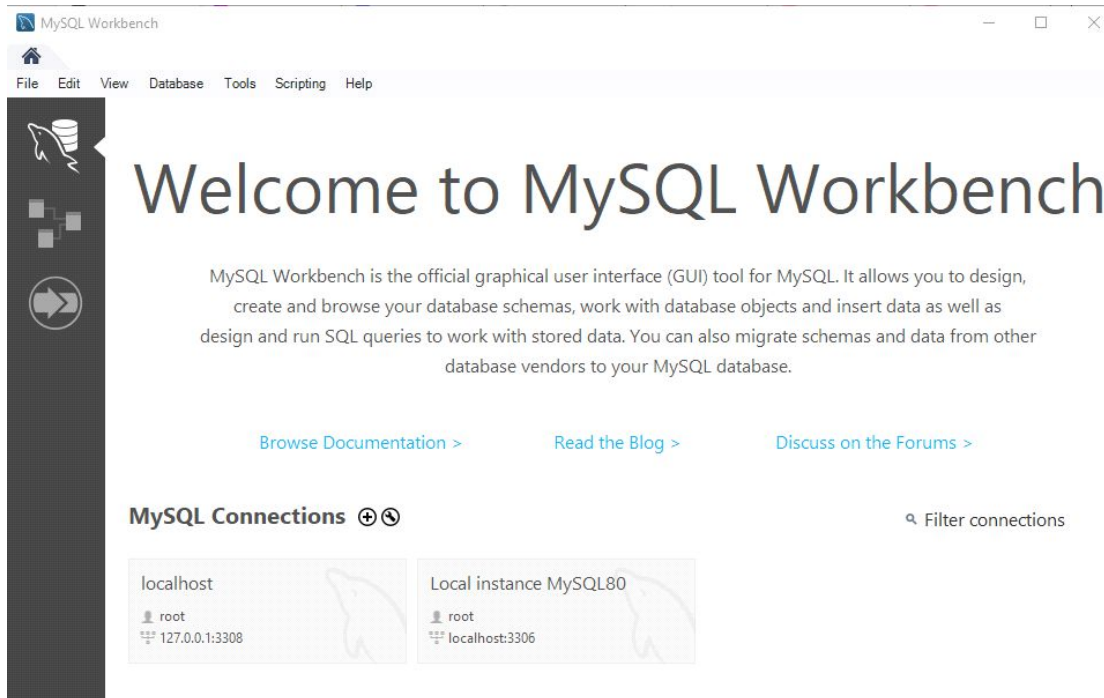 MySQL Workbench
File Edit View Database Tools Scripting Help
Welcome to MySQL Workbench
MySQL Workbench is the official graphical user interface (GUI) tool for MySQL. It allows you to design,
create and browse your database schemas, work with database objects and insert data as well as
design and run SQL queries to work with stored data. You can also migrate schemas and data from other
database vendors to your MySQL database.
Browse Documentation > Read the Blog > Discuss on the Forums >
MySQL Connections Filter connections
localhost
root
127.0.0.1:3308
Local instance MySQL80
root
localhost:3306